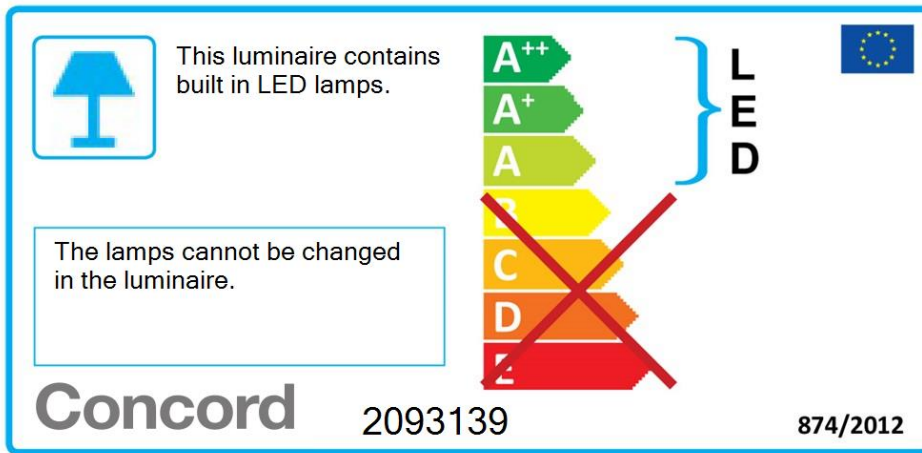 This luminaire contains
built in LED lamps.
The lamps cannot be changed
in the luminaire.
A++
A+
A
B
C
D
E
L
E
D
Concord
2093139
874/2012